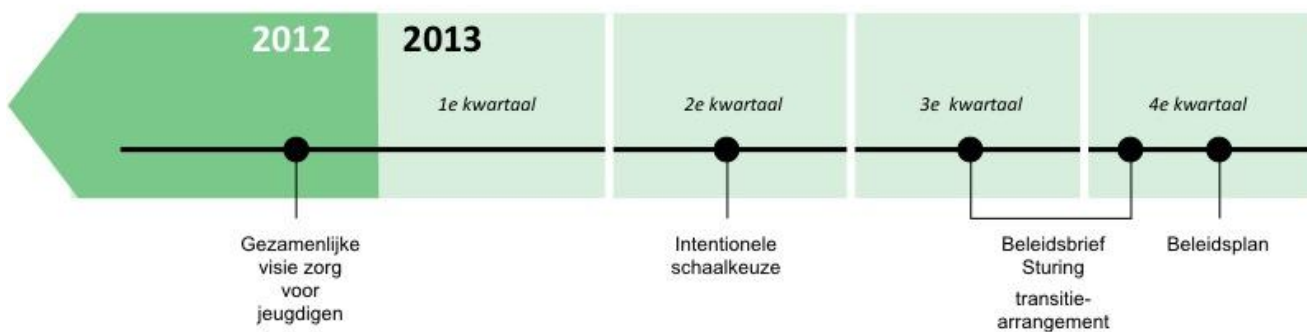 2012 2013
1e kwartaal 2e kwartaal 3e kwartaal 4e kwartaal
Gezamenlijke
visie zorg
voor
jeugdigen
Intentionele
schaalkeuze
Beleidsbrief
Sturing
transitie-
arrangement
Beleidsplan